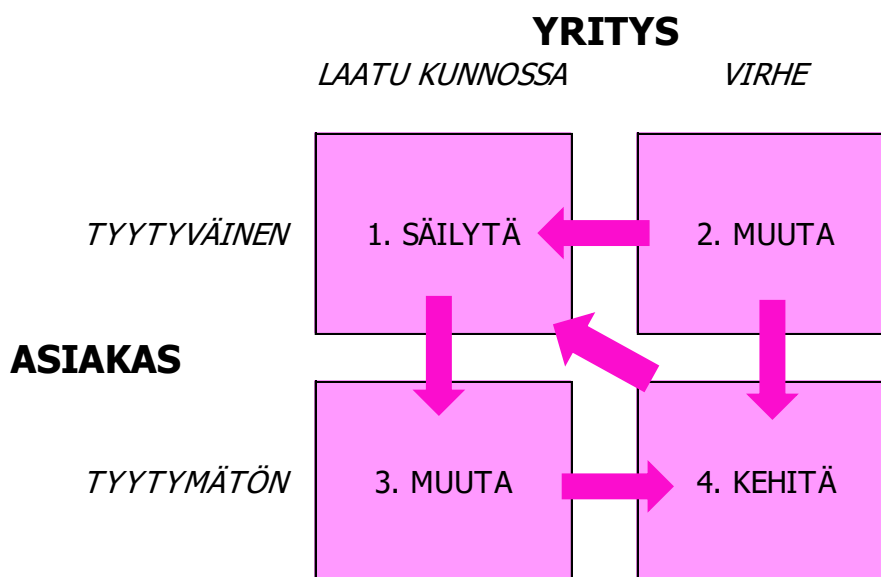 YRITYS
LAATU KUNNOSSA VIRHE
TYYTYVÄINEN 1. SÄILYTÄ 2. MUUTA
ASIAKAS
TYYTYMÄTÖN 3. MUUTA 4. KEHITÄ